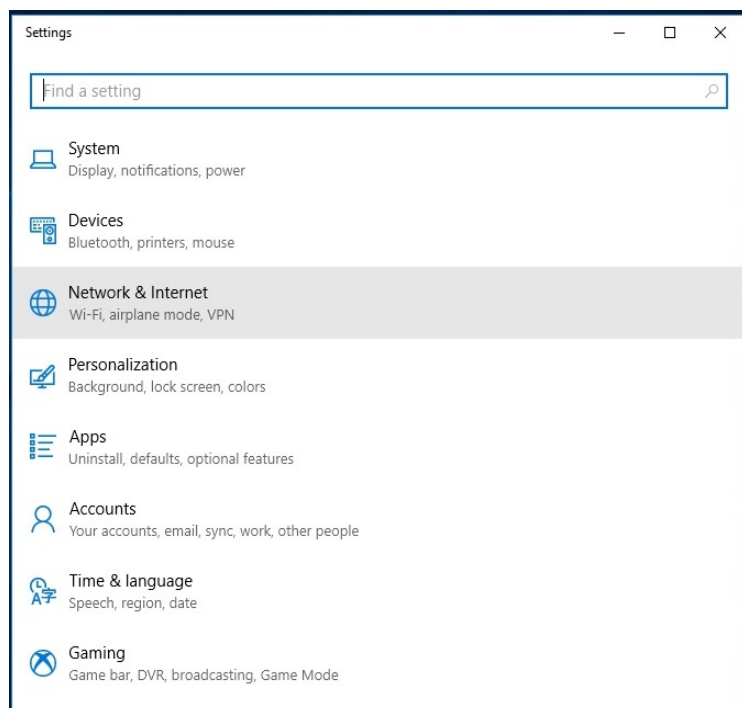 Settings
Find a setting
System
Display, notifications, power
Devices
Bluetooth, printers, mouse
Network & Internet
Wi-Fi, airplane mode, VPN
Personalization
Background, lock screen, colors
Apps
Uninstall, defaults, optional features
Accounts
Your accounts, email, sync, work, other people
Time & language
Speech, region, date
Gaming
Game bar, DVR, broadcasting, Game Mode